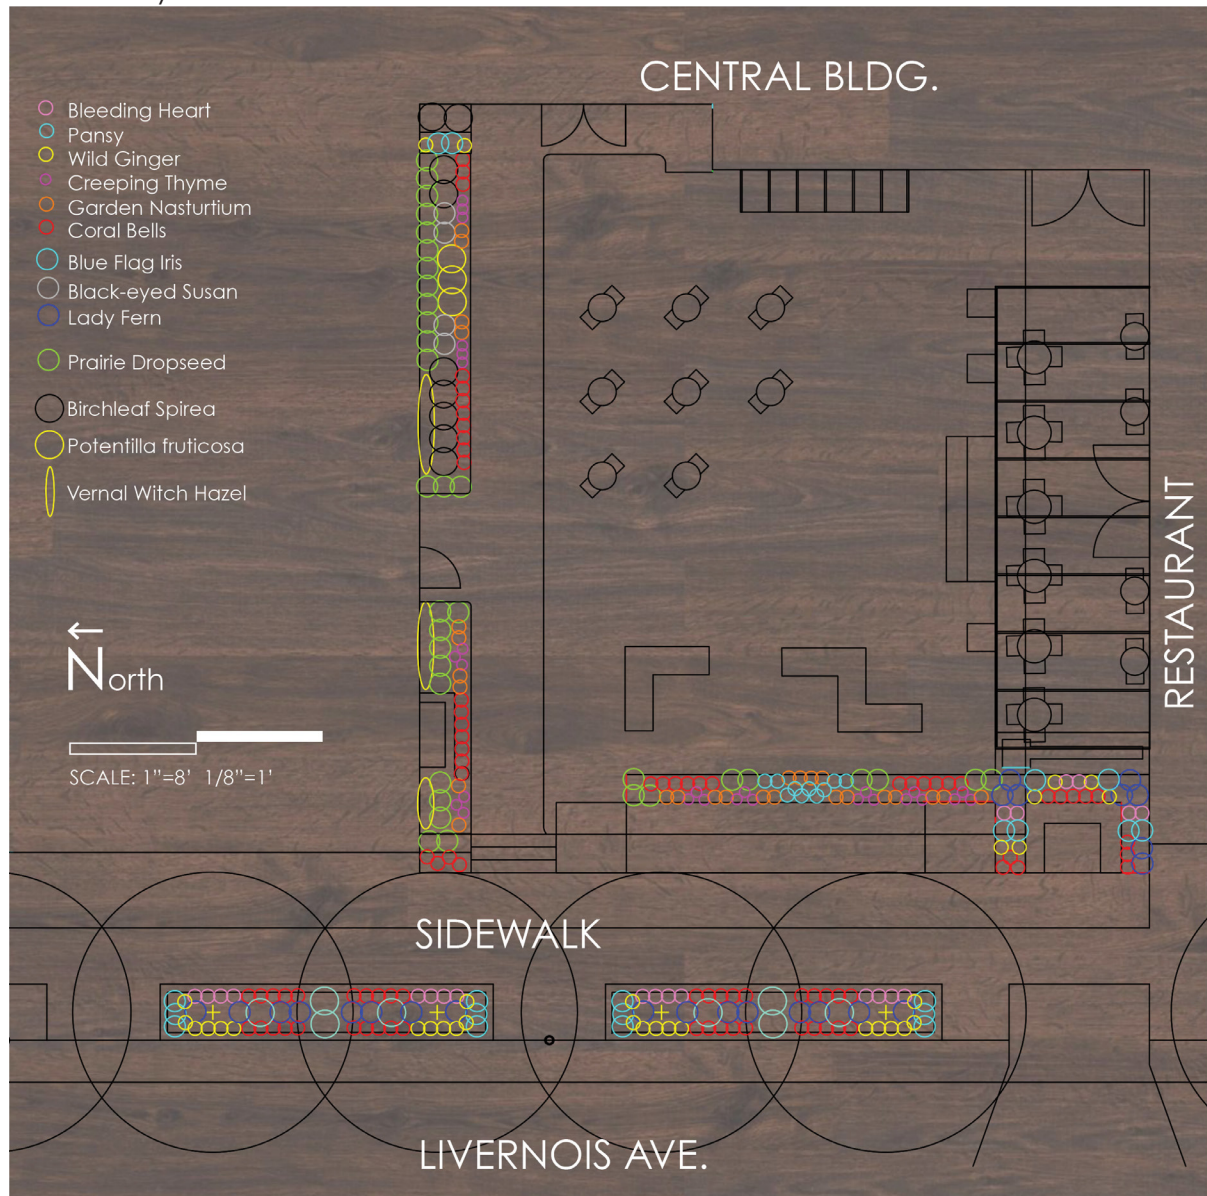 CENTRAL BLDG.
Bleeding Heart
Pansy
Wild Ginger
Creeping Thyme
Garden Nasturtium
Coral Bells
Blue Flag Iris
Black-eyed Susan
Lady Fern
Prairie Dropseed
Birchleaf Spirea
Potentilla fruticosa
Vernal Witch Hazel
RESTAURANT
North
SCALE: 1”=8’ 1/8”=1’
SIDEWALK
LIVERNOIS AVE.